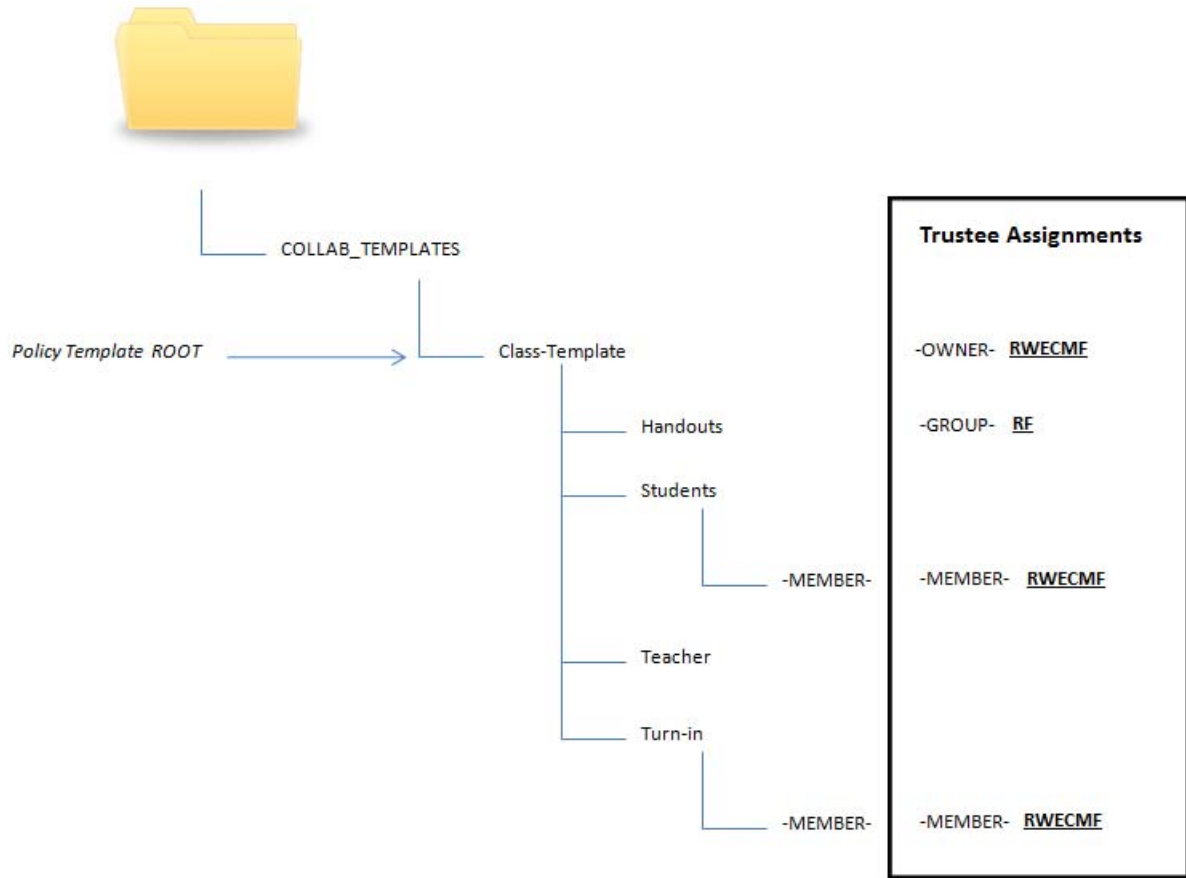 Trustee Assignments
COLLAB_TEMPLATES
Policy Template ROOT
Class-Template
-OWNER- RWECMF
Handouts
-GROUP- RF
Students
-MEMBER-
-MEMBER- RWECMF
Teacher
Turn-in
-MEMBER-
-MEMBER- RWECMF